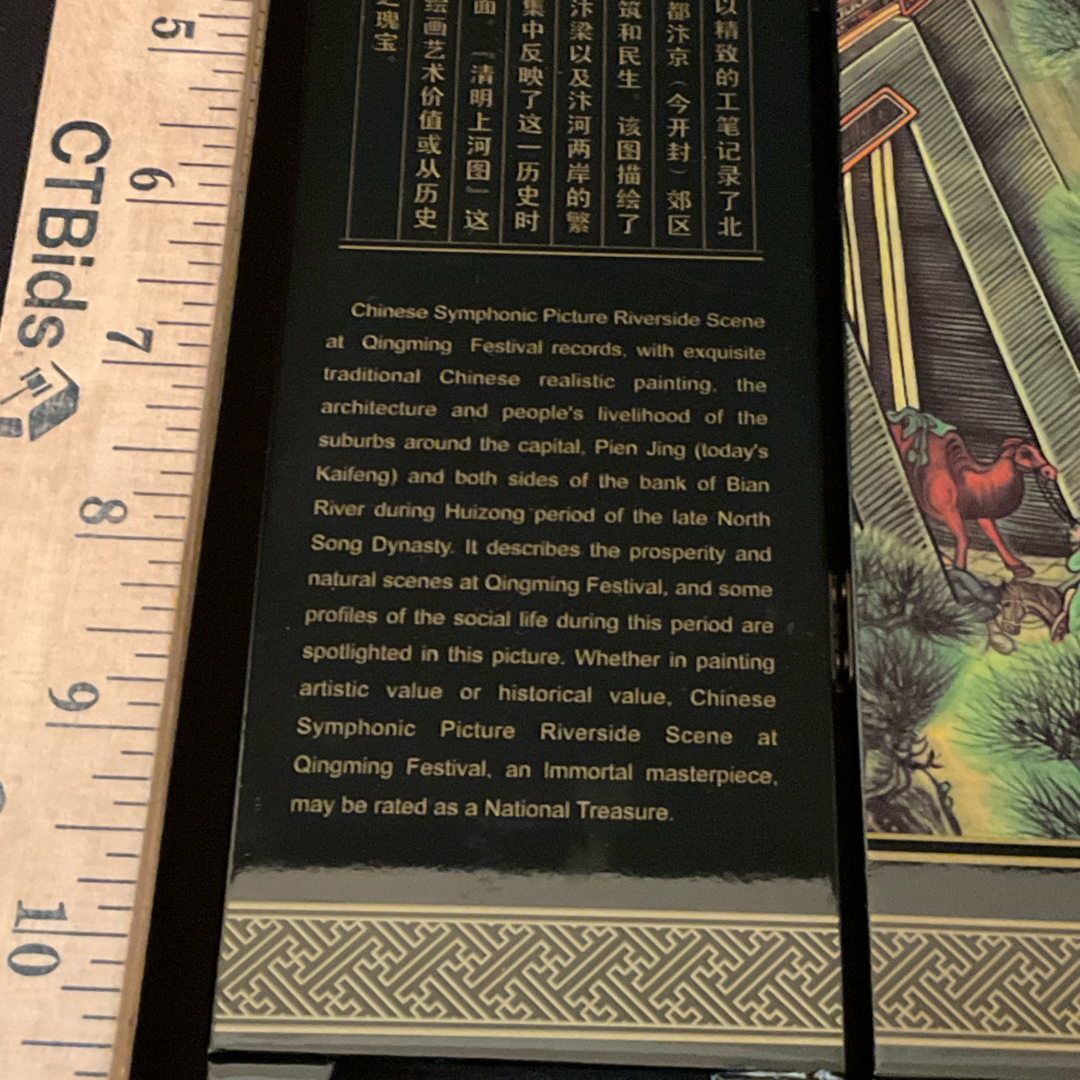 以精致的工笔记录了北
都汴京（今开封）郊区
筑和民生。该图描绘了
汴梁以及汴河两岸的繁
集中反映了这一历史时
面。『清明上河图』这
绘画艺术价值或从历史
瑰宝。
Chinese Symphonic Picture Riverside Scene
at Qingming Festival records, with exquisite
traditional Chinese realistic painting, the
architecture and people's livelihood of the
suburbs around the capital, Pien Jing (today's
Kaifeng) and both sides of the bank of Bian
River during Huizong period of the late North
Song Dynasty. It describes the prosperity and
natural scenes at Qingming Festival, and some
profiles of the social life during this period are
spotlighted in this picture. Whether in painting
artistic value or historical value, Chinese
Symphonic Picture Riverside Scene at
Qingming Festival, an Immortal masterpiece,
may be rated as a National Treasure.
CTBids
5
6
7
8
9
10